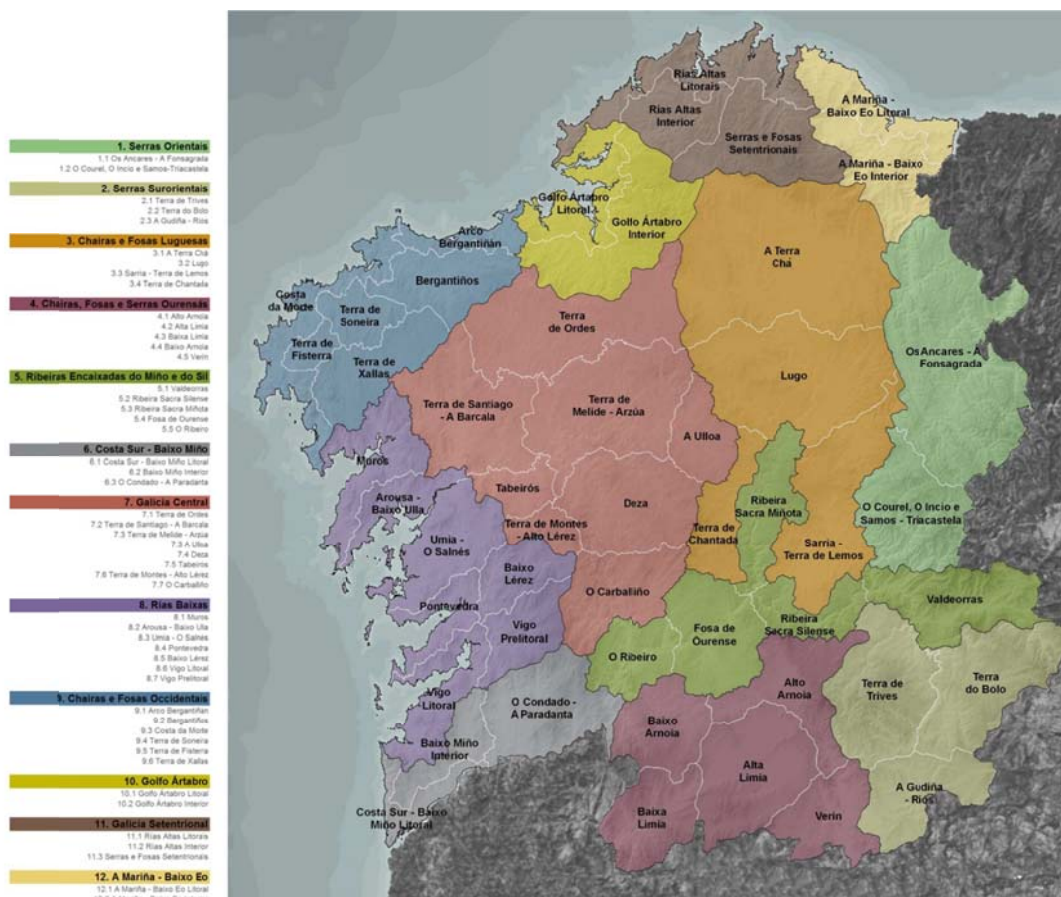 1. Serras Orientais
1.1 Os Ancares - A Fonsagrada
1.2 O Courel, O Incio e Samos-Triacastela
2. Serras Surorientais
2.1 Terra de Trives
2.2 Terra do Bolo
2.3 A Gudiña - Rios
3. Chairas e Fosas Luguesas
3.1 A Terra Chá
3.2 Lugo
3.3 Sarria - Terra de Lemos
3.4 Terra de Chantada
4. Chairas, Fosas e Serras Ourensás
4.1 Alto Arnoia
4.2 Alta Limia
4.3 Baixa Limia
4.4 Baixo Arnoia
4.5 Verin
5. Ribeiras Encaixadas do Miño e do Sil
5.1 Valdeorras
5.2 Ribeira Sacra Silense
5.3 Ribeira Sacra Miñota
5.4 Fosa de Ourense
5.5 O Ribeiro
6. Costa Sur - Baixo Miño
6.1 Costa Sur - Baixo Miño Litoral
6.2 Baixo Miño Interior
6.3 O Condado - A Paradanta
7. Galicia Central
7.1 Terra de Ordes
7.2 Terra de Santiago - A Barcala
7.3 Terra de Melide - Arzúa
7.3 A Ulloa
7.4 Deza
7.5 Tabeirós
7.6 Terra de Montes - Alto Lérez
7.7 O Carballiño
8. Rías Baixas
8.1 Muros
8.2 Arousa - Baixo Ulla
8.3 Umia - O Salnés
8.4 Pontevedra
8.5 Baixo Lérez
8.6 Vigo Litoral
8.7 Vigo Prelitoral
9. Chairas e Fosas Occidentais
9.1 Arco Bergantiñan
9.2 Bergantiños
9.3 Costa da Morte
9.4 Terra de Soneira
9.5 Terra de Fisterra
9.6 Terra de Xallas
10. Golfo Ártabro
10.1 Golfo Ártabro Litoral
10.2 Golfo Ártabro Interior
11. Galicia Setentrional
11.1 Rías Altas Litorais
11.2 Rías Altas Interior
11.3 Serras e Fosas Setentrionais
12. A Mariña - Baixo Eo
12.1 A Mariña - Baixo Eo Litoral
Rías Altas
Litorais
Rías Altas
Interior
Serras e Fosas
Setentrionais
A Mariña -
Baixo Eo Litoral
A Mariña - Baixo
Eo Interior
Golfo Ártabro
Litoral
Golfo Ártabro
Interior
Arco
Bergantiñán
Bergantiños
Costa
da Morte
Terra de
Soneira
Terra de
Fisterra
Terra de
Xallas
A Terra
Chá
Terra
de Ordes
Os Ancares - A
Fonsagrada
Lugo
Terra de Santiago
- A Barcala
Terra de
Melide - Arzúa
A Ulloa
Muros
Arousa -
Baixo Ulla
Tabeirós
Deza
Ribeira
Sacra Miñota
O Courel, O Incio e
Samos - Triacastela
Umia -
O Salnés
Terra de Montes
- Alto Lérez
Terra de
Chantada
Sarria -
Terra de Lemos
Baixo
Lérez
O Carballiño
Valdeorras
Pontevedra
Vigo
Prelitoral
Fosa de
Ourense
Ribeira
Sacra Silense
O Ribeiro
Vigo
Litoral
O Condado -
A Paradanta
Alto
Arnoia
Terra de
Trives
Terra
do Bolo
Baixo Miño
Interior
Baixo
Arnoia
Alta
Limia
A Gudiña
- Rios
Costa Sur - Baixo
Miño Litoral
Baixa
Limia
Verin